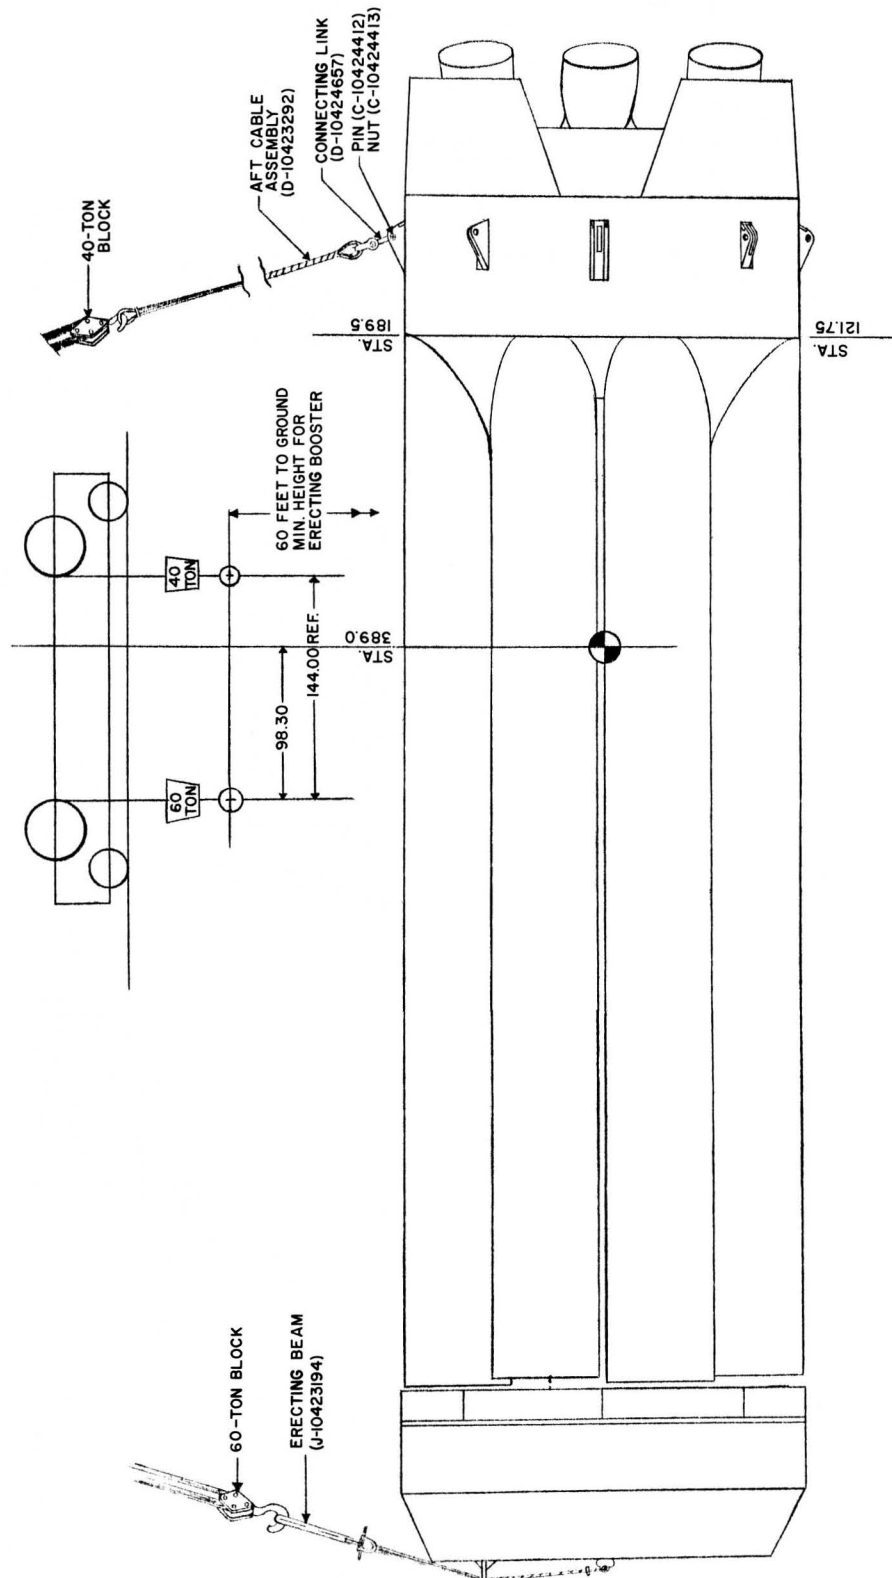 40-TON
BLOCK
AFT CABLE
ASSEMBLY
(D-10423292)
CONNECTING LINK
(D-10424657)
PIN (C-10424412)
NUT (C-10424413)
STA.
189.5
STA.
121.75
60 FEET TO GROUND
MIN. HEIGHT FOR
ERECTING BOOSTER
40
TON
STA.
389.0
144.00 REF.
98.30
60
TON
60-TON BLOCK
ERECTING BEAM
(J-10423194)